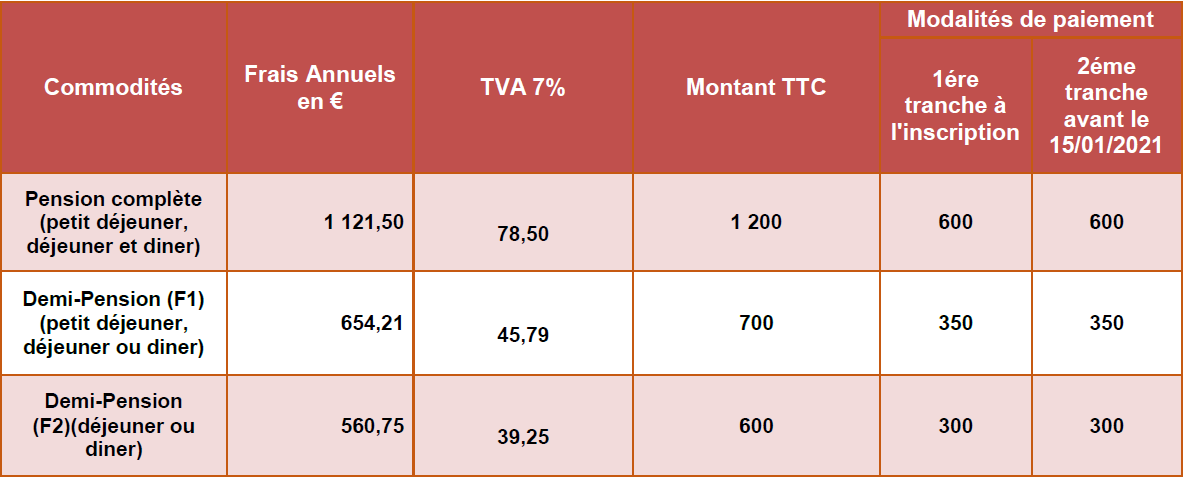 Commodités
Frais Annuels
en €
TVA 7%
Montant TTC
Modalités de paiement
1ére
tranche à
l'inscription
2éme
tranche
avant le
15/01/2021
Pension complète
(petit déjeuner,
déjeuner et diner)
1 121,50
78,50
1 200
600
600
Demi-Pension (F1)
(petit déjeuner,
déjeuner ou diner)
654,21
45,79
700
350
350
Demi-Pension
(F2)(déjeuner ou
diner)
560,75
39,25
600
300
300